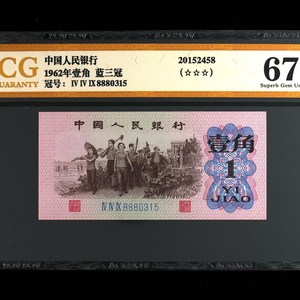 CG
UARANTY
中国人民银行
1962年壹角 蓝三冠
冠号：Ⅳ Ⅳ Ⅸ 8880315
20152458
(☆☆☆)
67
Superb Gem U
中国人民银行
壹角
1
YI
JIAO
Ⅳ Ⅳ Ⅸ 8880315